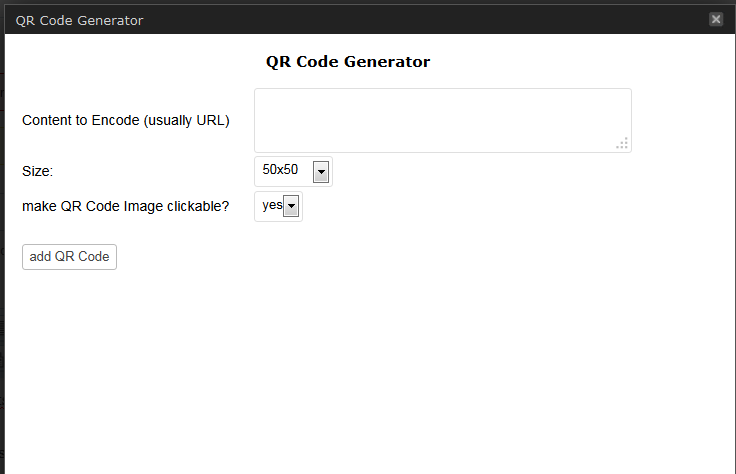 QR Code Generator
QR Code Generator
Content to Encode (usually URL)
Size: 50x50
make QR Code Image clickable? yes
add QR Code